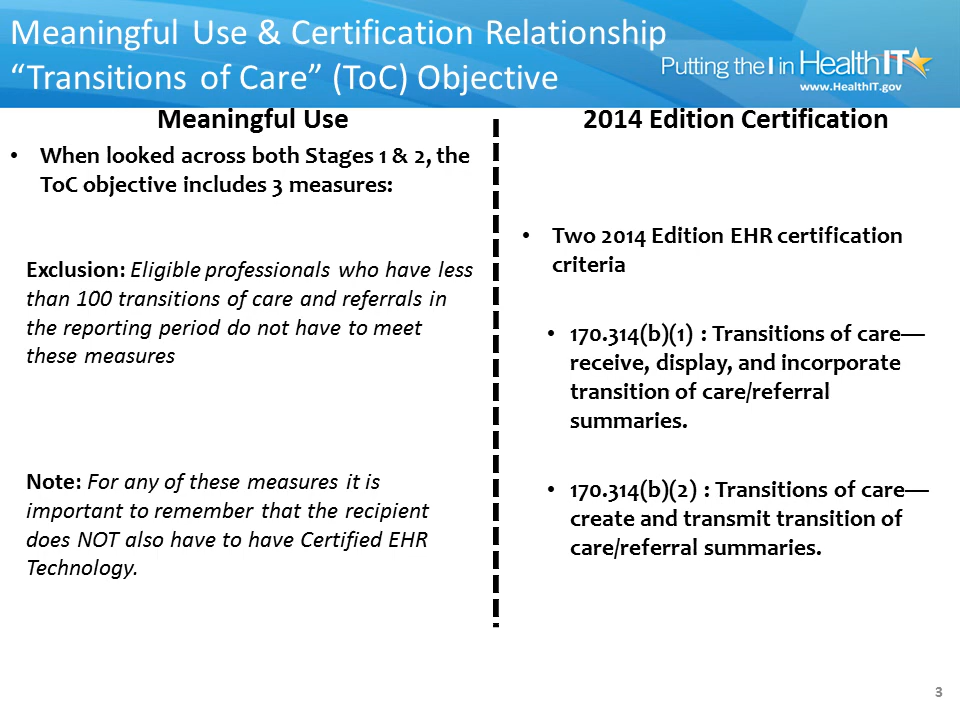 Meaningful Use & Certification Relationship
“Transitions of Care” (ToC) Objective
Putting the I in HealthIT
www.HealthIT.gov
Meaningful Use
• When looked across both Stages 1 & 2, the
ToC objective includes 3 measures:
Exclusion: Eligible professionals who have less
than 100 transitions of care and referrals in
the reporting period do not have to meet
these measures
Note: For any of these measures it is
important to remember that the recipient
does NOT also have to have Certified EHR
Technology.
2014 Edition Certification
• Two 2014 Edition EHR certification
criteria
• 170.314(b)(1) : Transitions of care—
receive, display, and incorporate
transition of care/referral
summaries.
• 170.314(b)(2) : Transitions of care—
create and transmit transition of
care/referral summaries.
3